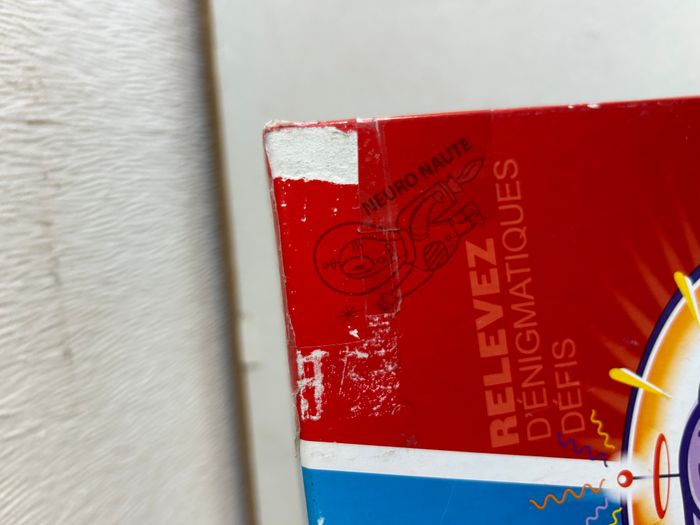 NEURO NAUTE
RELEVEZ
D'ÉNIGMATIQUES
DÉFIS